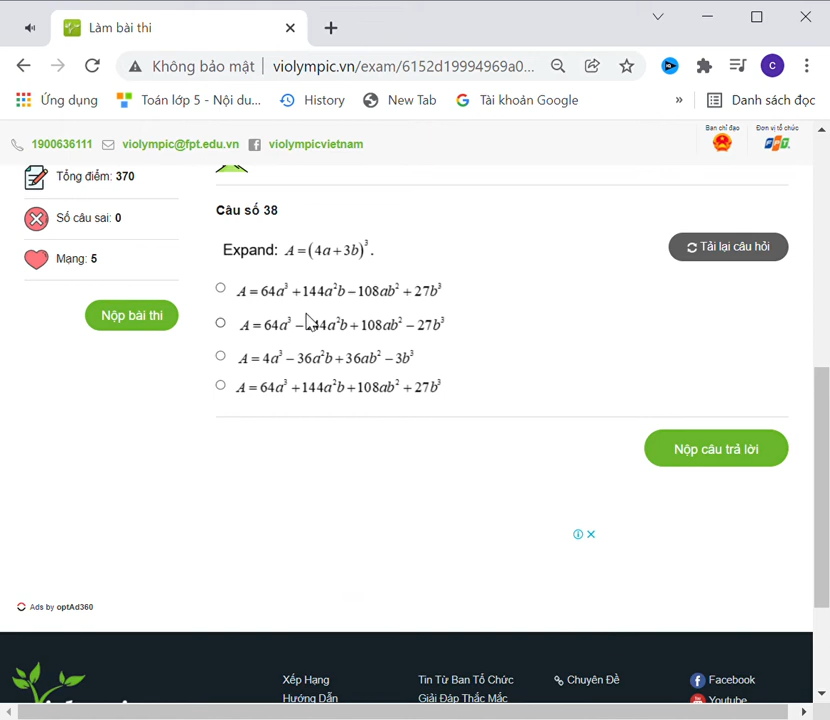 Làm bài thi
Không bảo mật violympic.vn/exam/6152d19994969a0...
Ứng dụng Toán lớp 5 - Nội du... History New Tab Tài khoản Google » Danh sách đọc
1900636111 violympic@fpt.edu.vn violympicvietnam
Ban chỉ đạo Đơn vị tổ chức
FPT
Tổng điểm: 370
Số câu sai: 0
Mạng: 5
Nộp bài thi
Câu số 38
Expand: A = (4a + 3b)³.
Tải lại câu hỏi
A = 64a³ + 144a²b − 108ab² + 27b³
A = 64a³ − 44a²b + 108ab² − 27b³
A = 4a³ − 36a²b + 36ab² − 3b³
A = 64a³ + 144a²b + 108ab² + 27b³
Nộp câu trả lời
Ads by optAd360
Xếp Hạng Tin Từ Ban Tổ Chức Chuyên Đề Facebook
Hướng Dẫn Giải Đáp Thắc Mắc Youtube